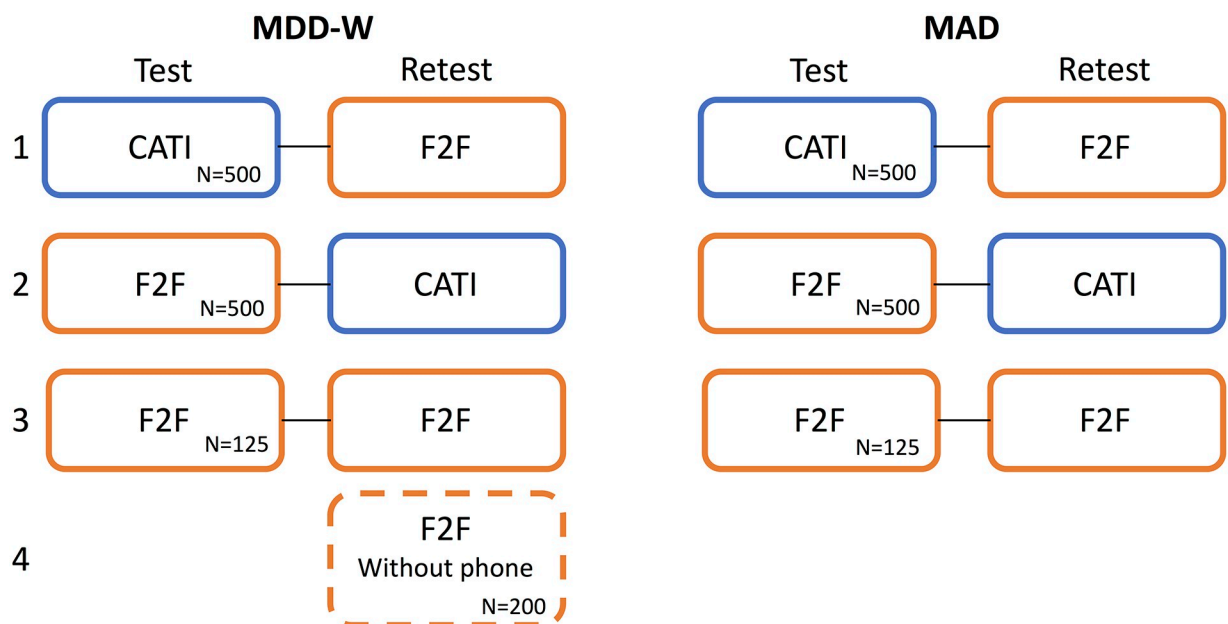 MDD-W
MAD
Test
Retest
Test
Retest
1
CATI
N=500
F2F
CATI
N=500
F2F
2
F2F
N=500
CATI
F2F
N=500
CATI
3
F2F
N=125
F2F
F2F
N=125
F2F
4
F2F
Without phone
N=200